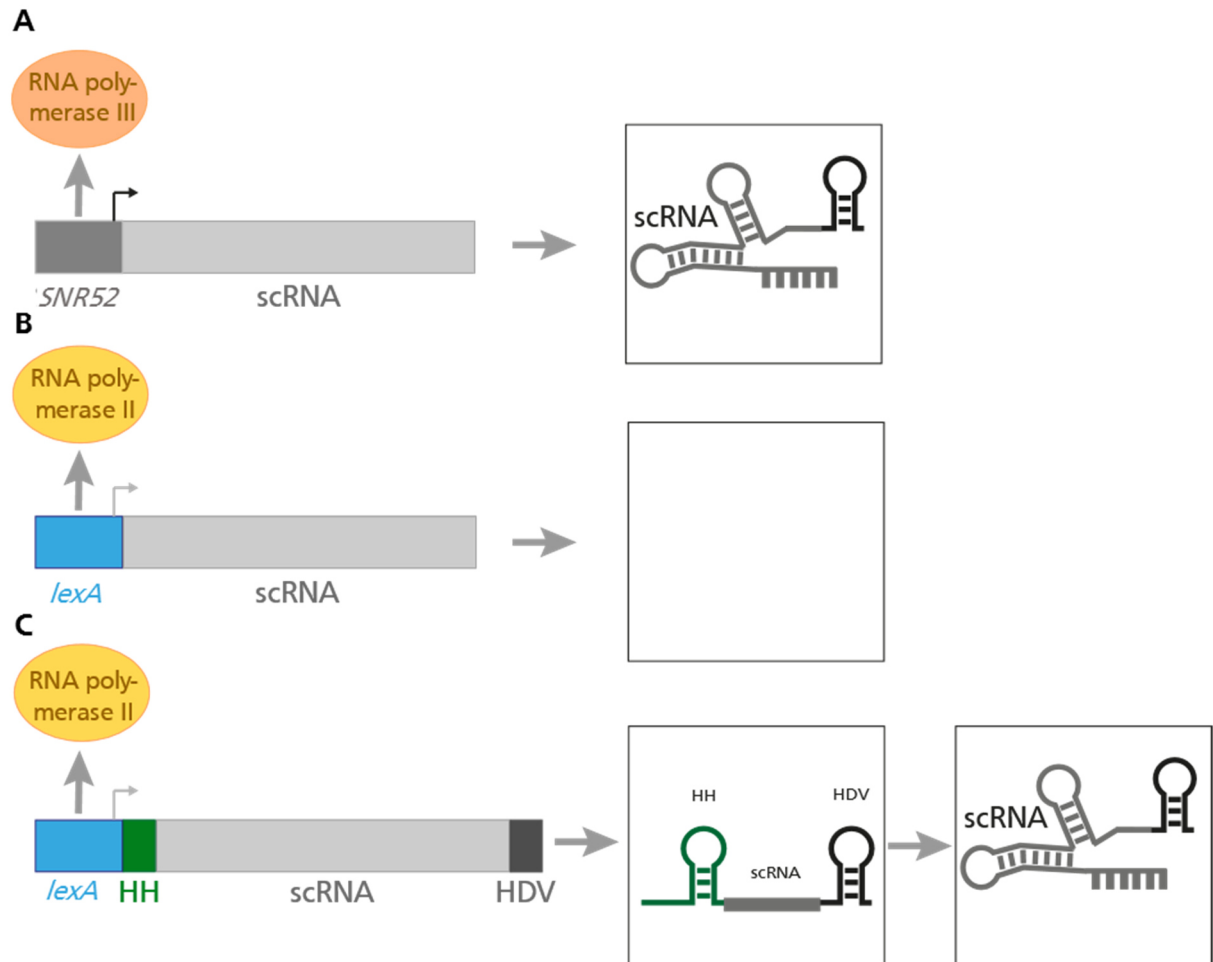 A
RNA poly-
merase III
scRNA
SNR52
scRNA
B
RNA poly-
merase II
lexA
scRNA
C
RNA poly-
merase II
HH
HDV
scRNA
scRNA
lexA
HH
scRNA
HDV